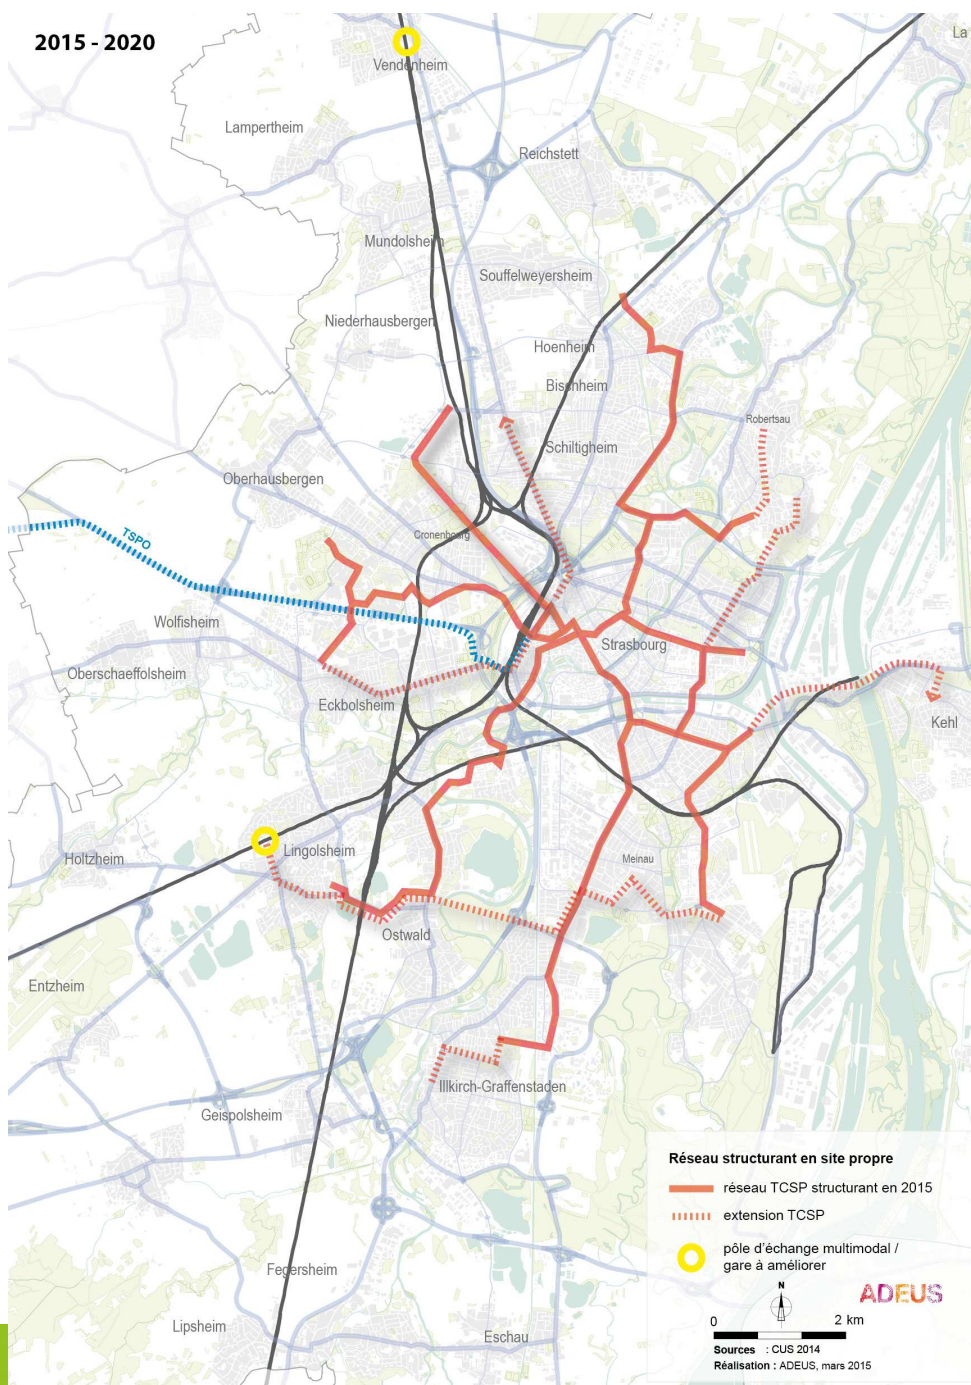 2015 - 2020
La
Vendenheim
Lampertheim
Reichstett
Mundolsheim
Souffelweyersheim
Niederhausbergen
Hoenheim
Bischheim
Robertsau
Schiltigheim
Oberhausbergen
Cronenbourg
TSPO
Wolfisheim
Strasbourg
Oberschaeffolsheim
Eckbolsheim
Kehl
Lingolsheim
Holtzheim
Meinau
Ostwald
Entzheim
Illkirch-Graffenstaden
Geispolsheim
Fegersheim
Lipsheim
Eschau
Réseau structurant en site propre
réseau TCSP structurant en 2015
extension TCSP
pôle d'échange multimodal /
gare à améliorer
N
ADEUS
0 2 km
Sources : CUS 2014
Réalisation : ADEUS, mars 2015